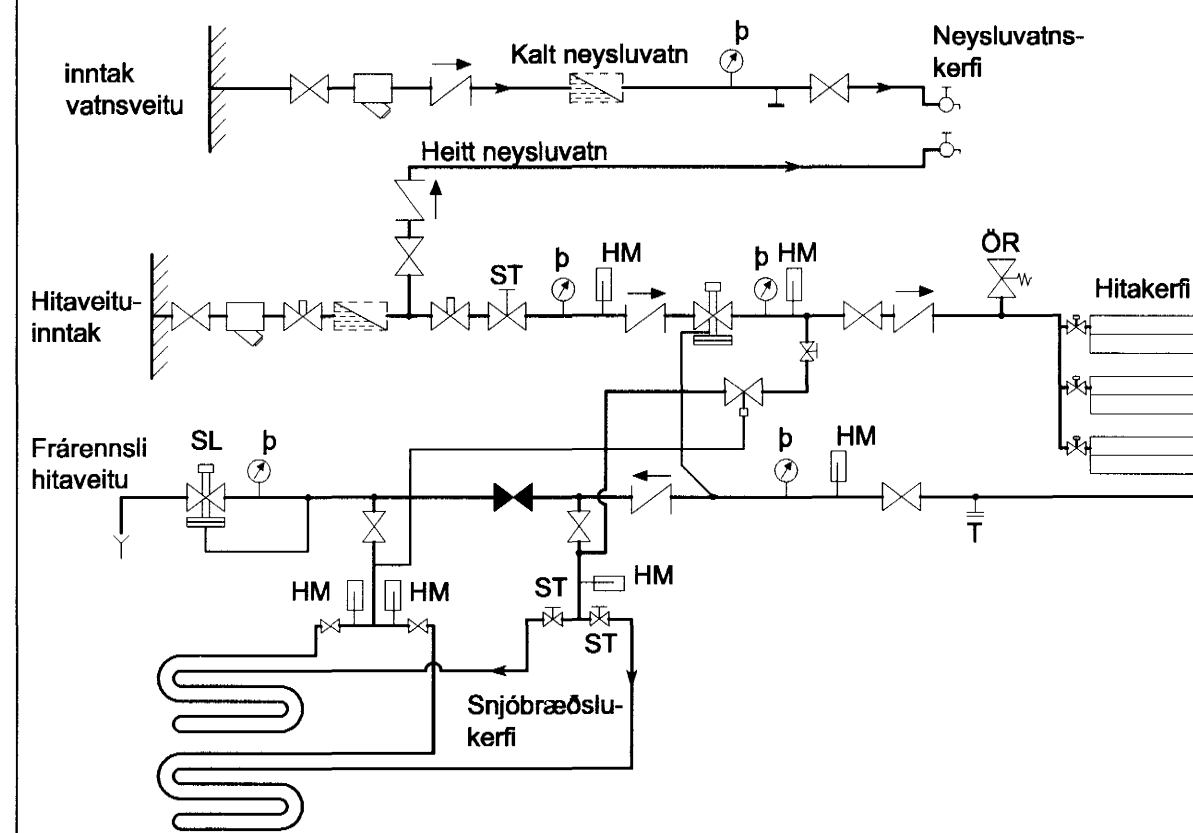 inntak
vatnsveitu
Kalt neysluvatn
þ
Neysluvatns-
kerfi
Heitt neysluvatn
Hitaveitu-
inntak
ST
þ
HM
þ
HM
ÖR
Hitakerfi
Frárennsli
hitaveitu
SL
þ
þ
HM
T
HM
HM
ST
HM
ST
Snjóbræðslu-
kerfi